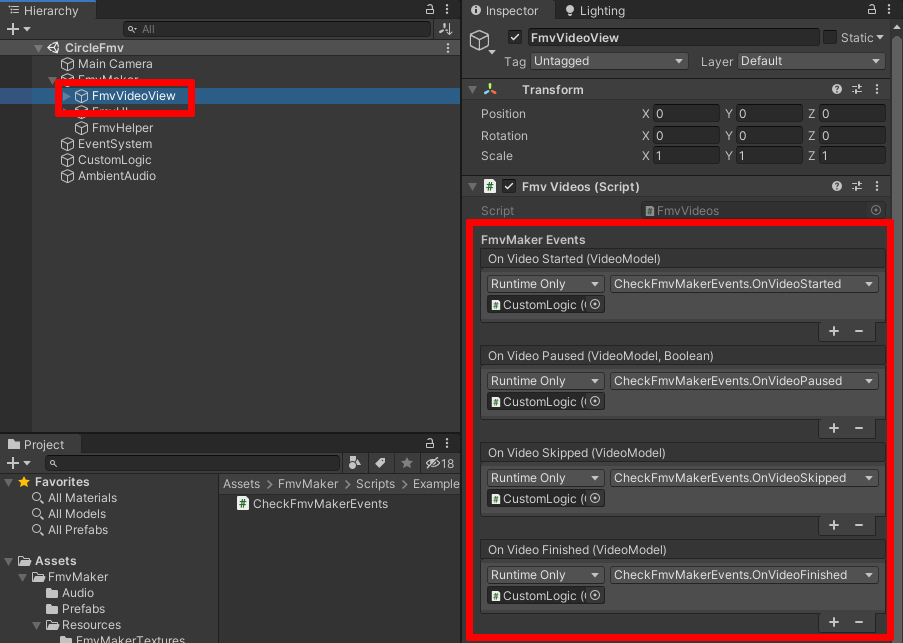 Hierarchy
All
CircleFmv
Main Camera
FmvMaker
FmvVideoView
FmvHelper
EventSystem
CustomLogic
AmbientAudio
Project
18
Favorites
All Materials
All Models
All Prefabs
Assets
FmvMaker
Audio
Prefabs
Resources
FmvMakerTextures
Assets > FmvMaker > Scripts > Example
CheckFmvMakerEvents
Inspector
Lighting
FmvVideoView
Static
Tag Untagged
Layer Default
Transform
Position X 0 Y 0 Z 0
Rotation X 0 Y 0 Z 0
Scale X 1 Y 1 Z 1
# Fmv Videos (Script)
Script
FmvVideos
FmvMaker Events
On Video Started (VideoModel)
Runtime Only
CheckFmvMakerEvents.OnVideoStarted
CustomLogic (
+ −
On Video Paused (VideoModel, Boolean)
Runtime Only
CheckFmvMakerEvents.OnVideoPaused
CustomLogic (
+ −
On Video Skipped (VideoModel)
Runtime Only
CheckFmvMakerEvents.OnVideoSkipped
CustomLogic (
+ −
On Video Finished (VideoModel)
Runtime Only
CheckFmvMakerEvents.OnVideoFinished
CustomLogic (
+ −